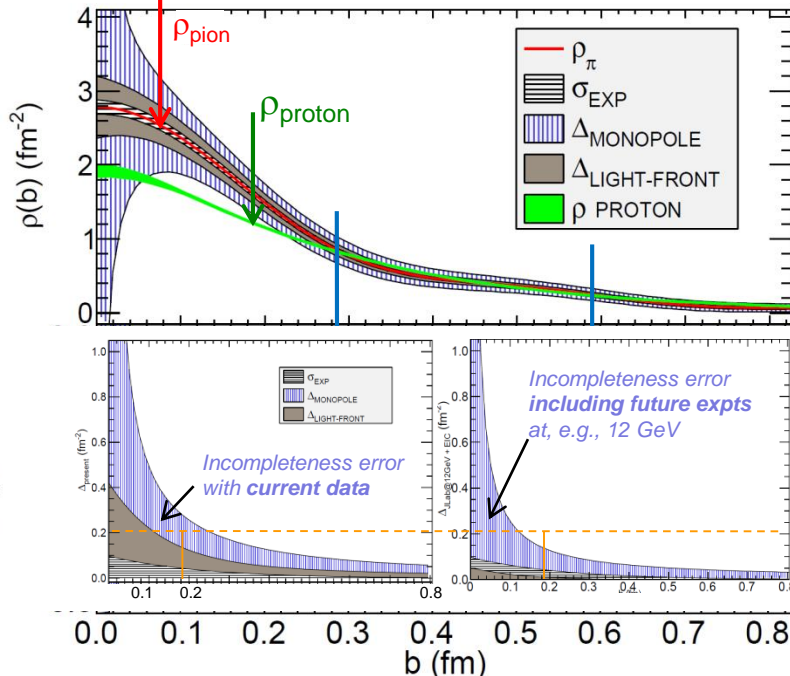 ρpion
ρproton
ρπ
σEXP
ΔMONOPOLE
ΔLIGHT-FRONT
ρ PROTON
ρ(b) (fm⁻²)
4
3
2
1
0
σEXP
ΔMONOPOLE
ΔLIGHT-FRONT
Incompleteness error
with current data
Δpresent (fm⁻²)
1.0
0.8
0.6
0.4
0.2
0.0
0.1 0.2 0.8
Incompleteness error
including future expts
at, e.g., 12 GeV
(fm⁻²)
1.0
0.8
0.6
0.4
0.2
0.0
0 0.1 0.2 0.3 0.4 0.5 0.6 0.7 0.8
0.0 0.1 0.2 0.3 0.4 0.5 0.6 0.7 0.8
b (fm)